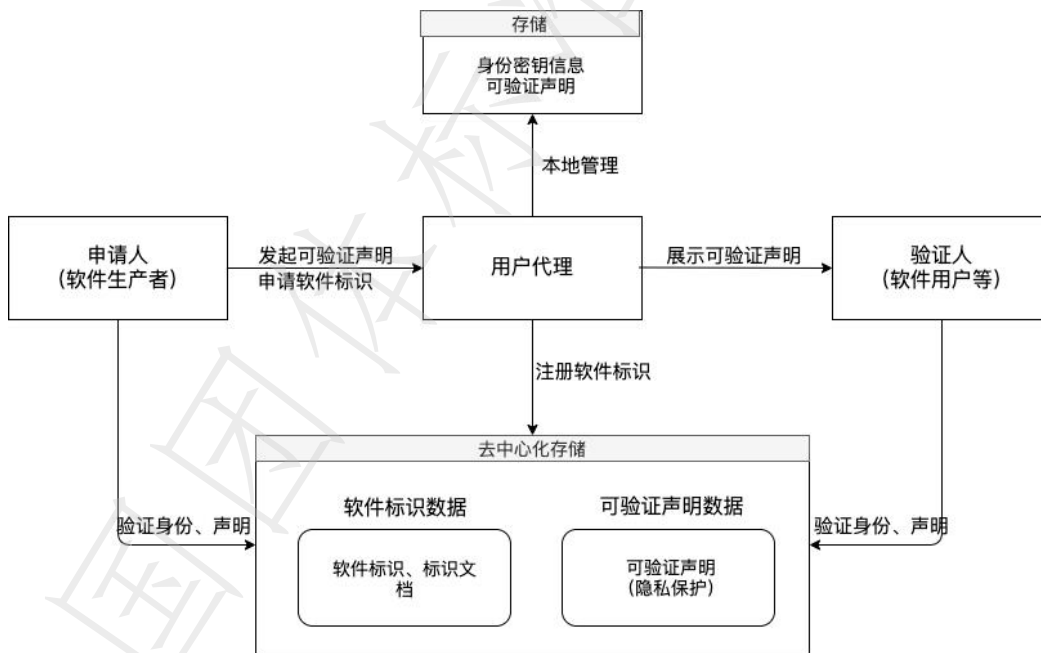 存储
身份密钥信息
可验证声明
本地管理
申请人
(软件生产者)
发起可验证声明
申请软件标识
用户代理
展示可验证声明
验证人
(软件用户等)
注册软件标识
去中心化存储
软件标识数据
可验证声明数据
验证身份、声明
验证身份、声明
软件标识、标识文
档
可验证声明
(隐私保护)